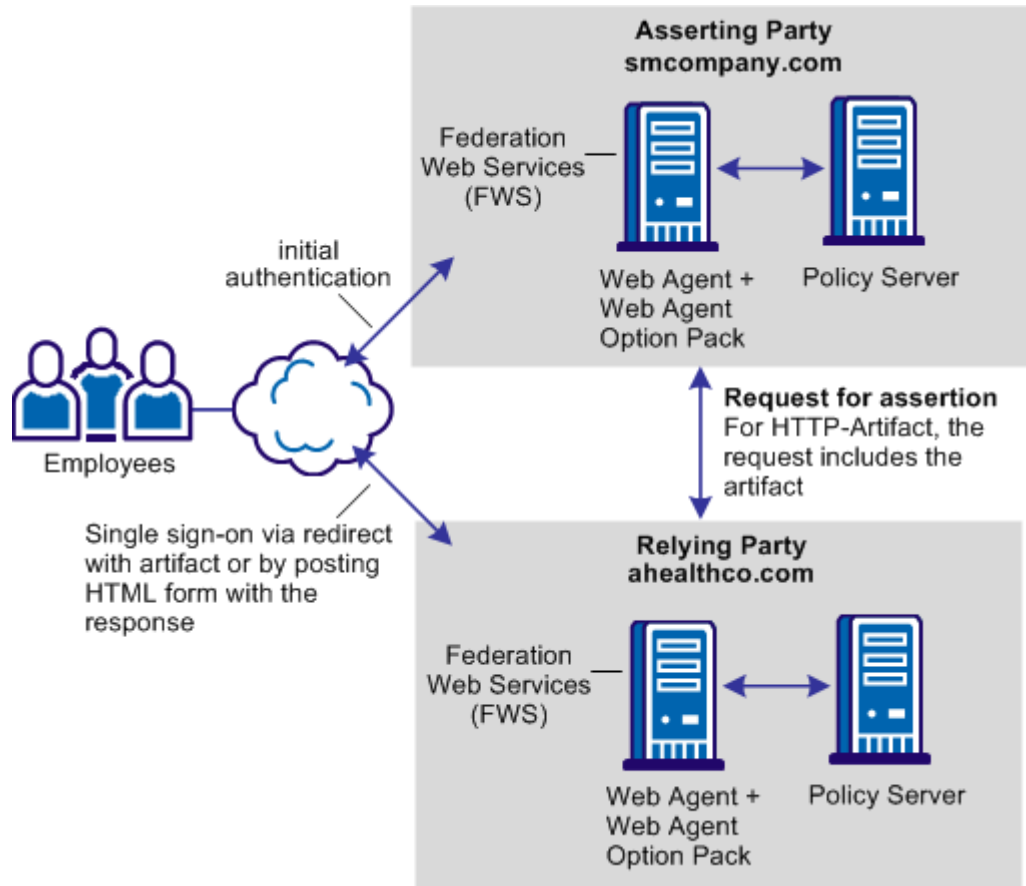 Asserting Party
smcompany.com
Federation
Web Services
(FWS)
Web Agent +
Web Agent
Option Pack
Policy Server
initial
authentication
Employees
Request for assertion
For HTTP-Artifact, the
request includes the
artifact
Single sign-on via redirect
with artifact or by posting
HTML form with the
response
Relying Party
ahealthco.com
Federation
Web Services
(FWS)
Web Agent +
Web Agent
Option Pack
Policy Server